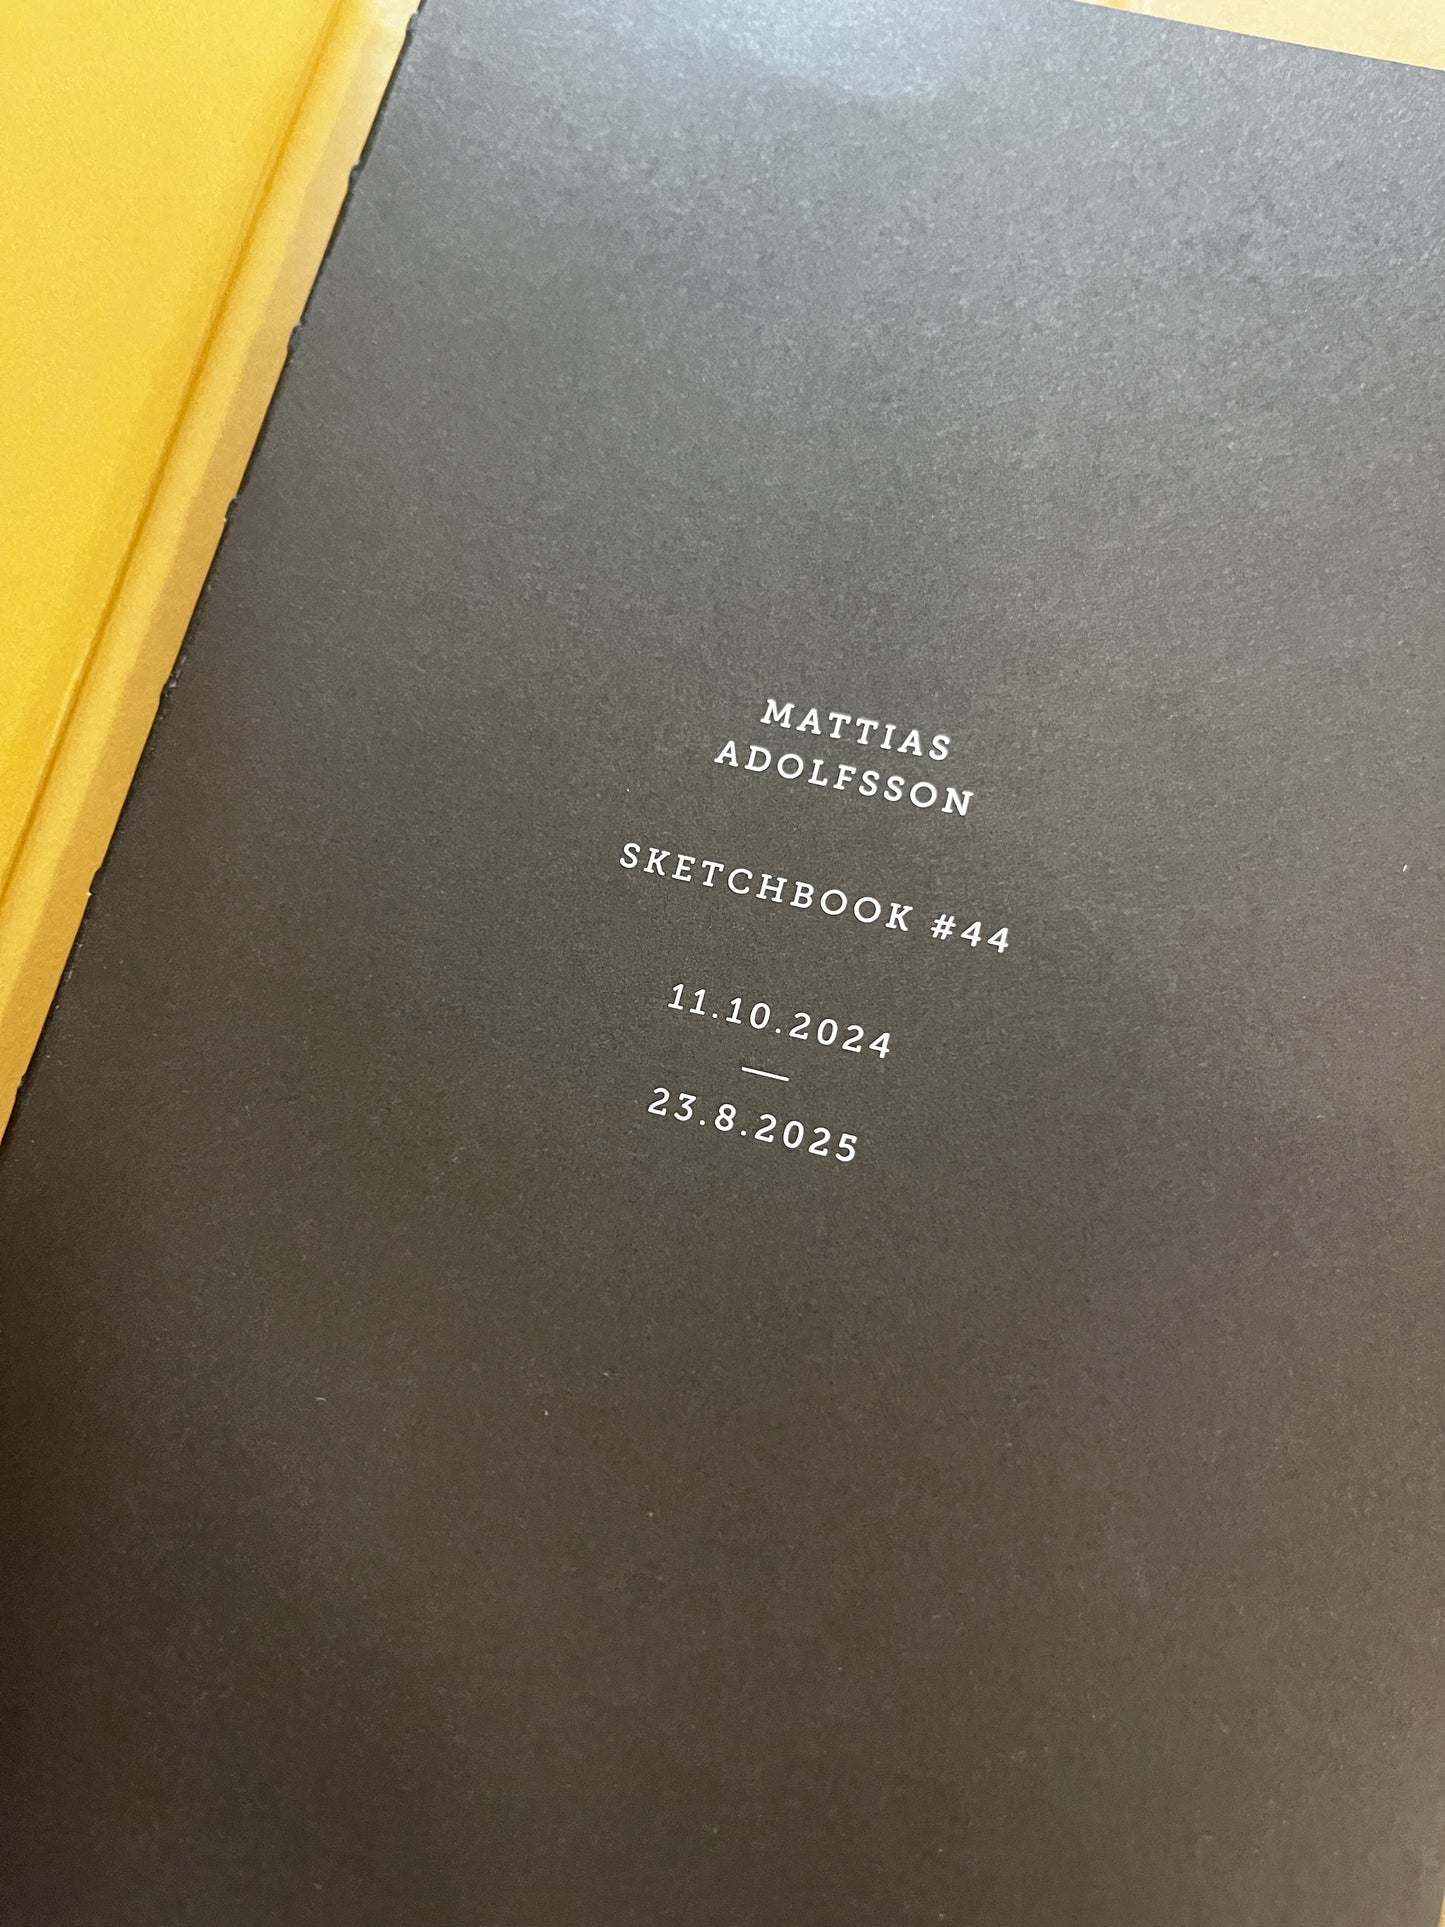 MATTIAS
ADOLFSSON
SKETCHBOOK #44
11.10.2024
—
23.8.2025